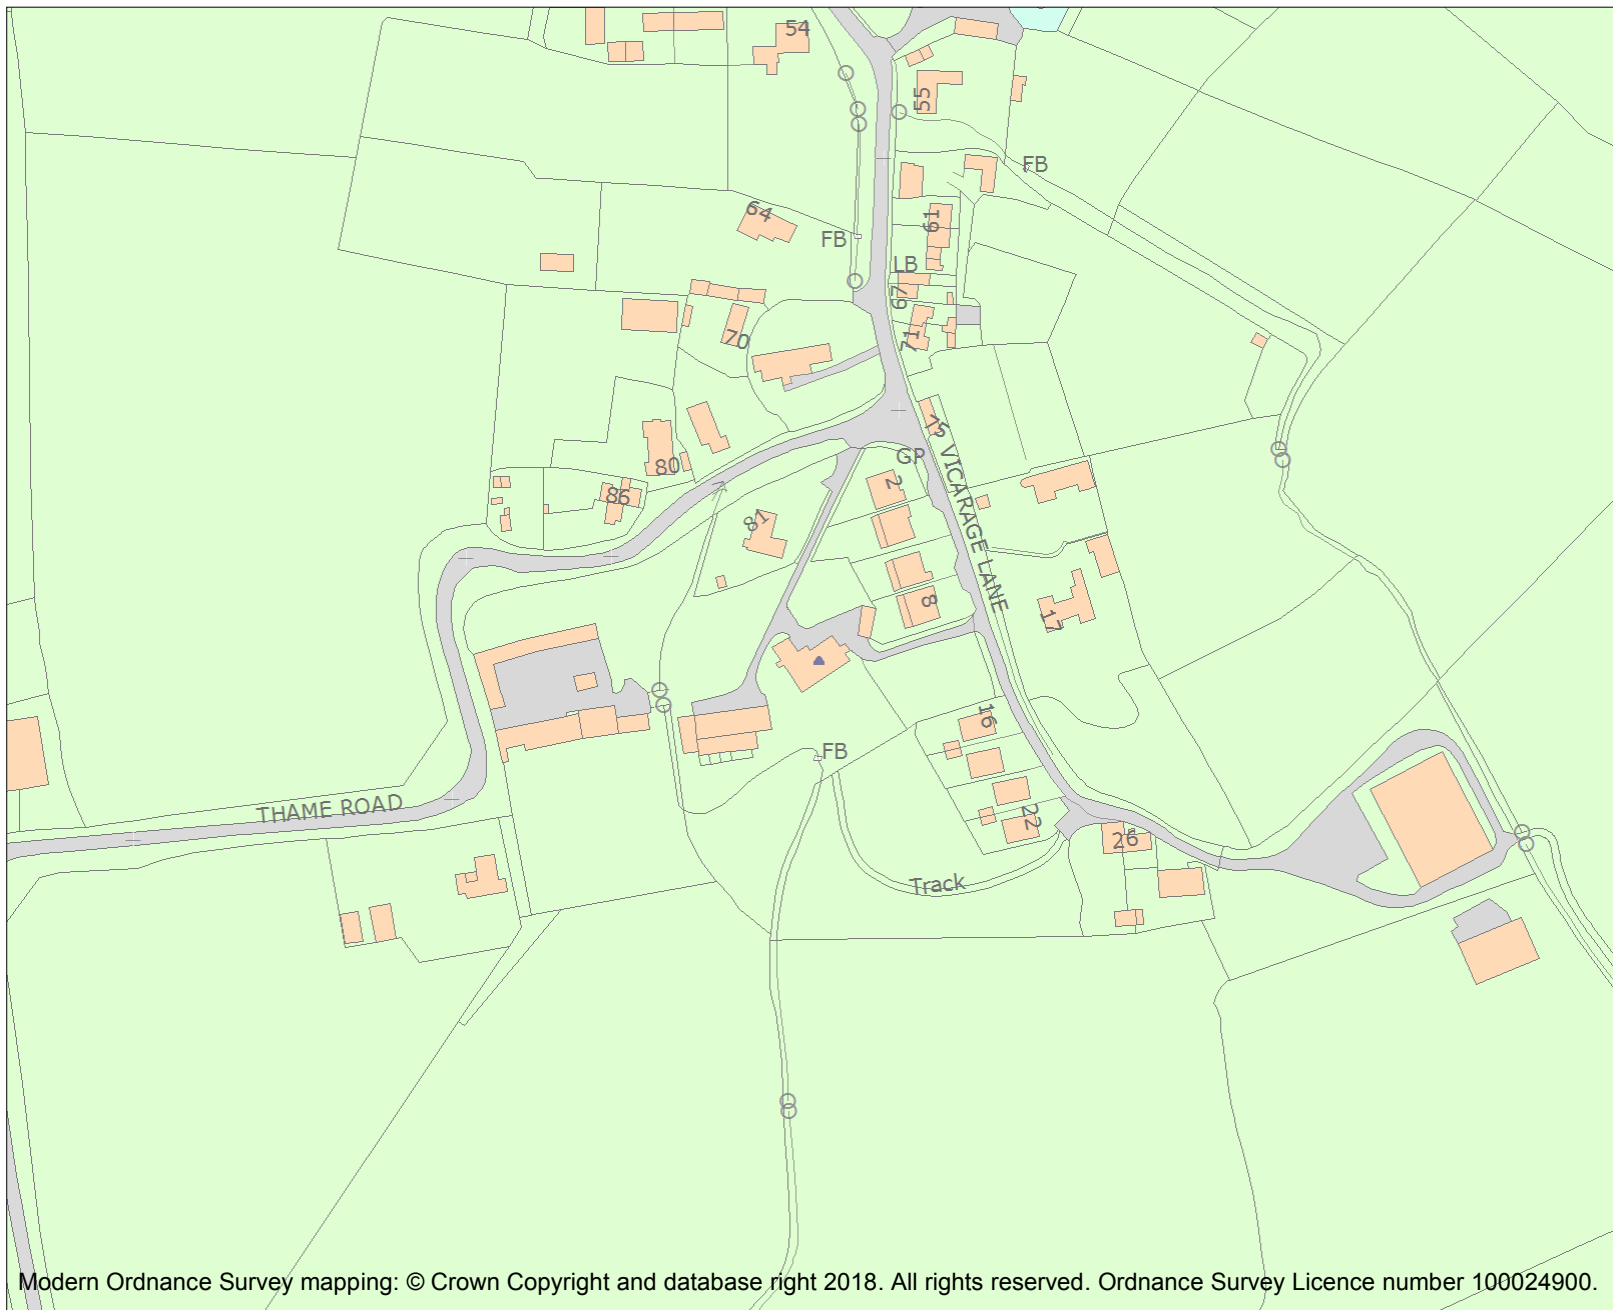 54
55
FB
64
61
FB
LB
67
70
71
75
GP
80
2
86
VICARAGE LANE
81
8
17
16
FB
THAME ROAD
22
26
Track
Modern Ordnance Survey mapping: © Crown Copyright and database right 2018. All rights reserved. Ordnance Survey Licence number 100024900.